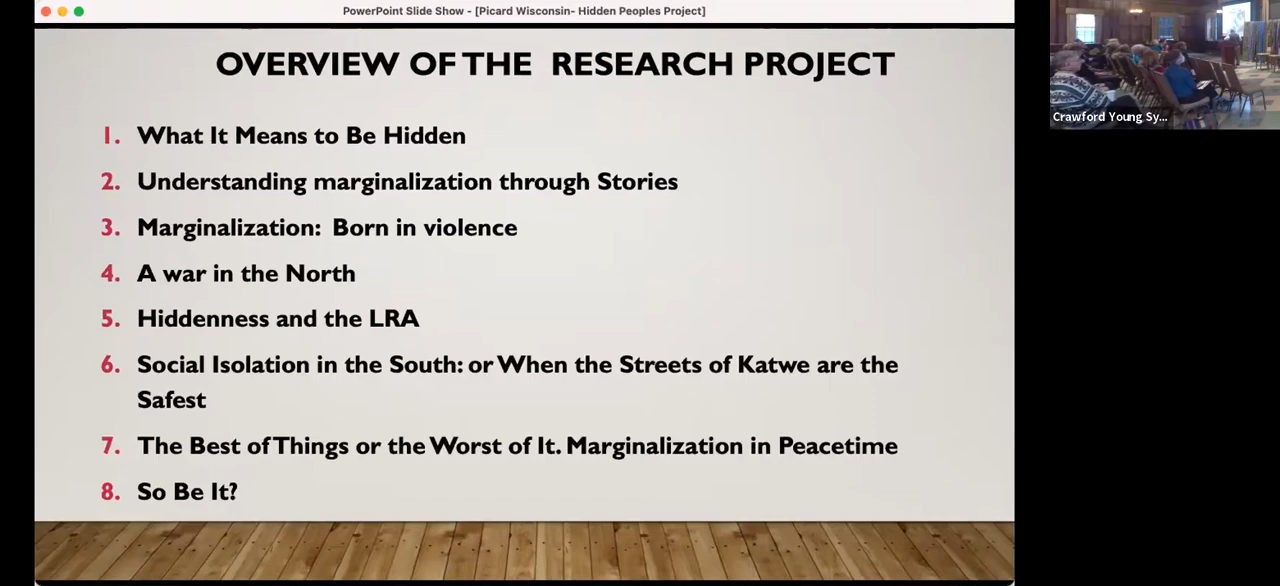 PowerPoint Slide Show - [Picard Wisconsin- Hidden Peoples Project]
OVERVIEW OF THE RESEARCH PROJECT
1. What It Means to Be Hidden
2. Understanding marginalization through Stories
3. Marginalization: Born in violence
4. A war in the North
5. Hiddenness and the LRA
6. Social Isolation in the South: or When the Streets of Katwe are the
Safest
7. The Best of Things or the Worst of It. Marginalization in Peacetime
8. So Be It?
Crawford Young Sy...